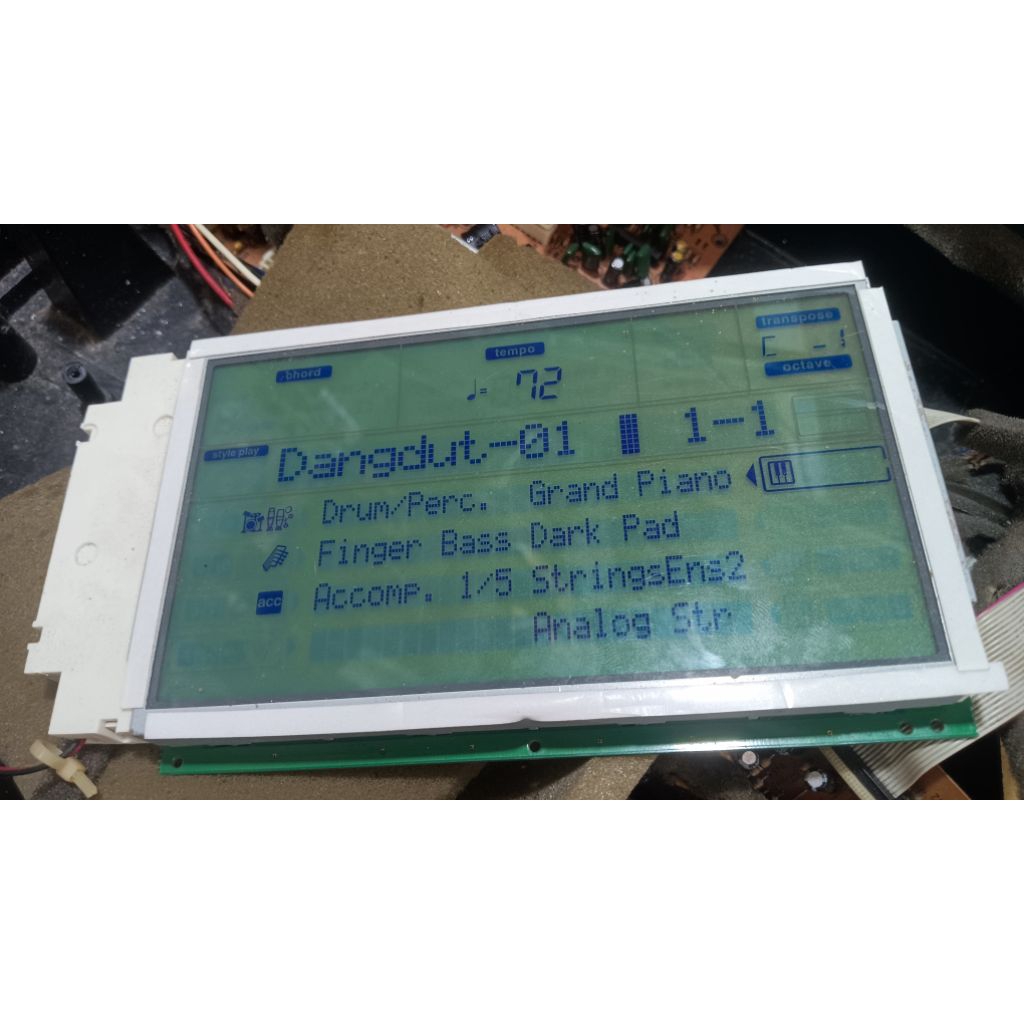 chord
tempo
transpose
♩= 72
octave
style play
Dangdut-01 1-1
Drum/Perc. Grand Piano
Finger Bass Dark Pad
acc
Accomp. 1/5 StringsEns2
Analog Str